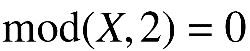 mod(X,2) = 0